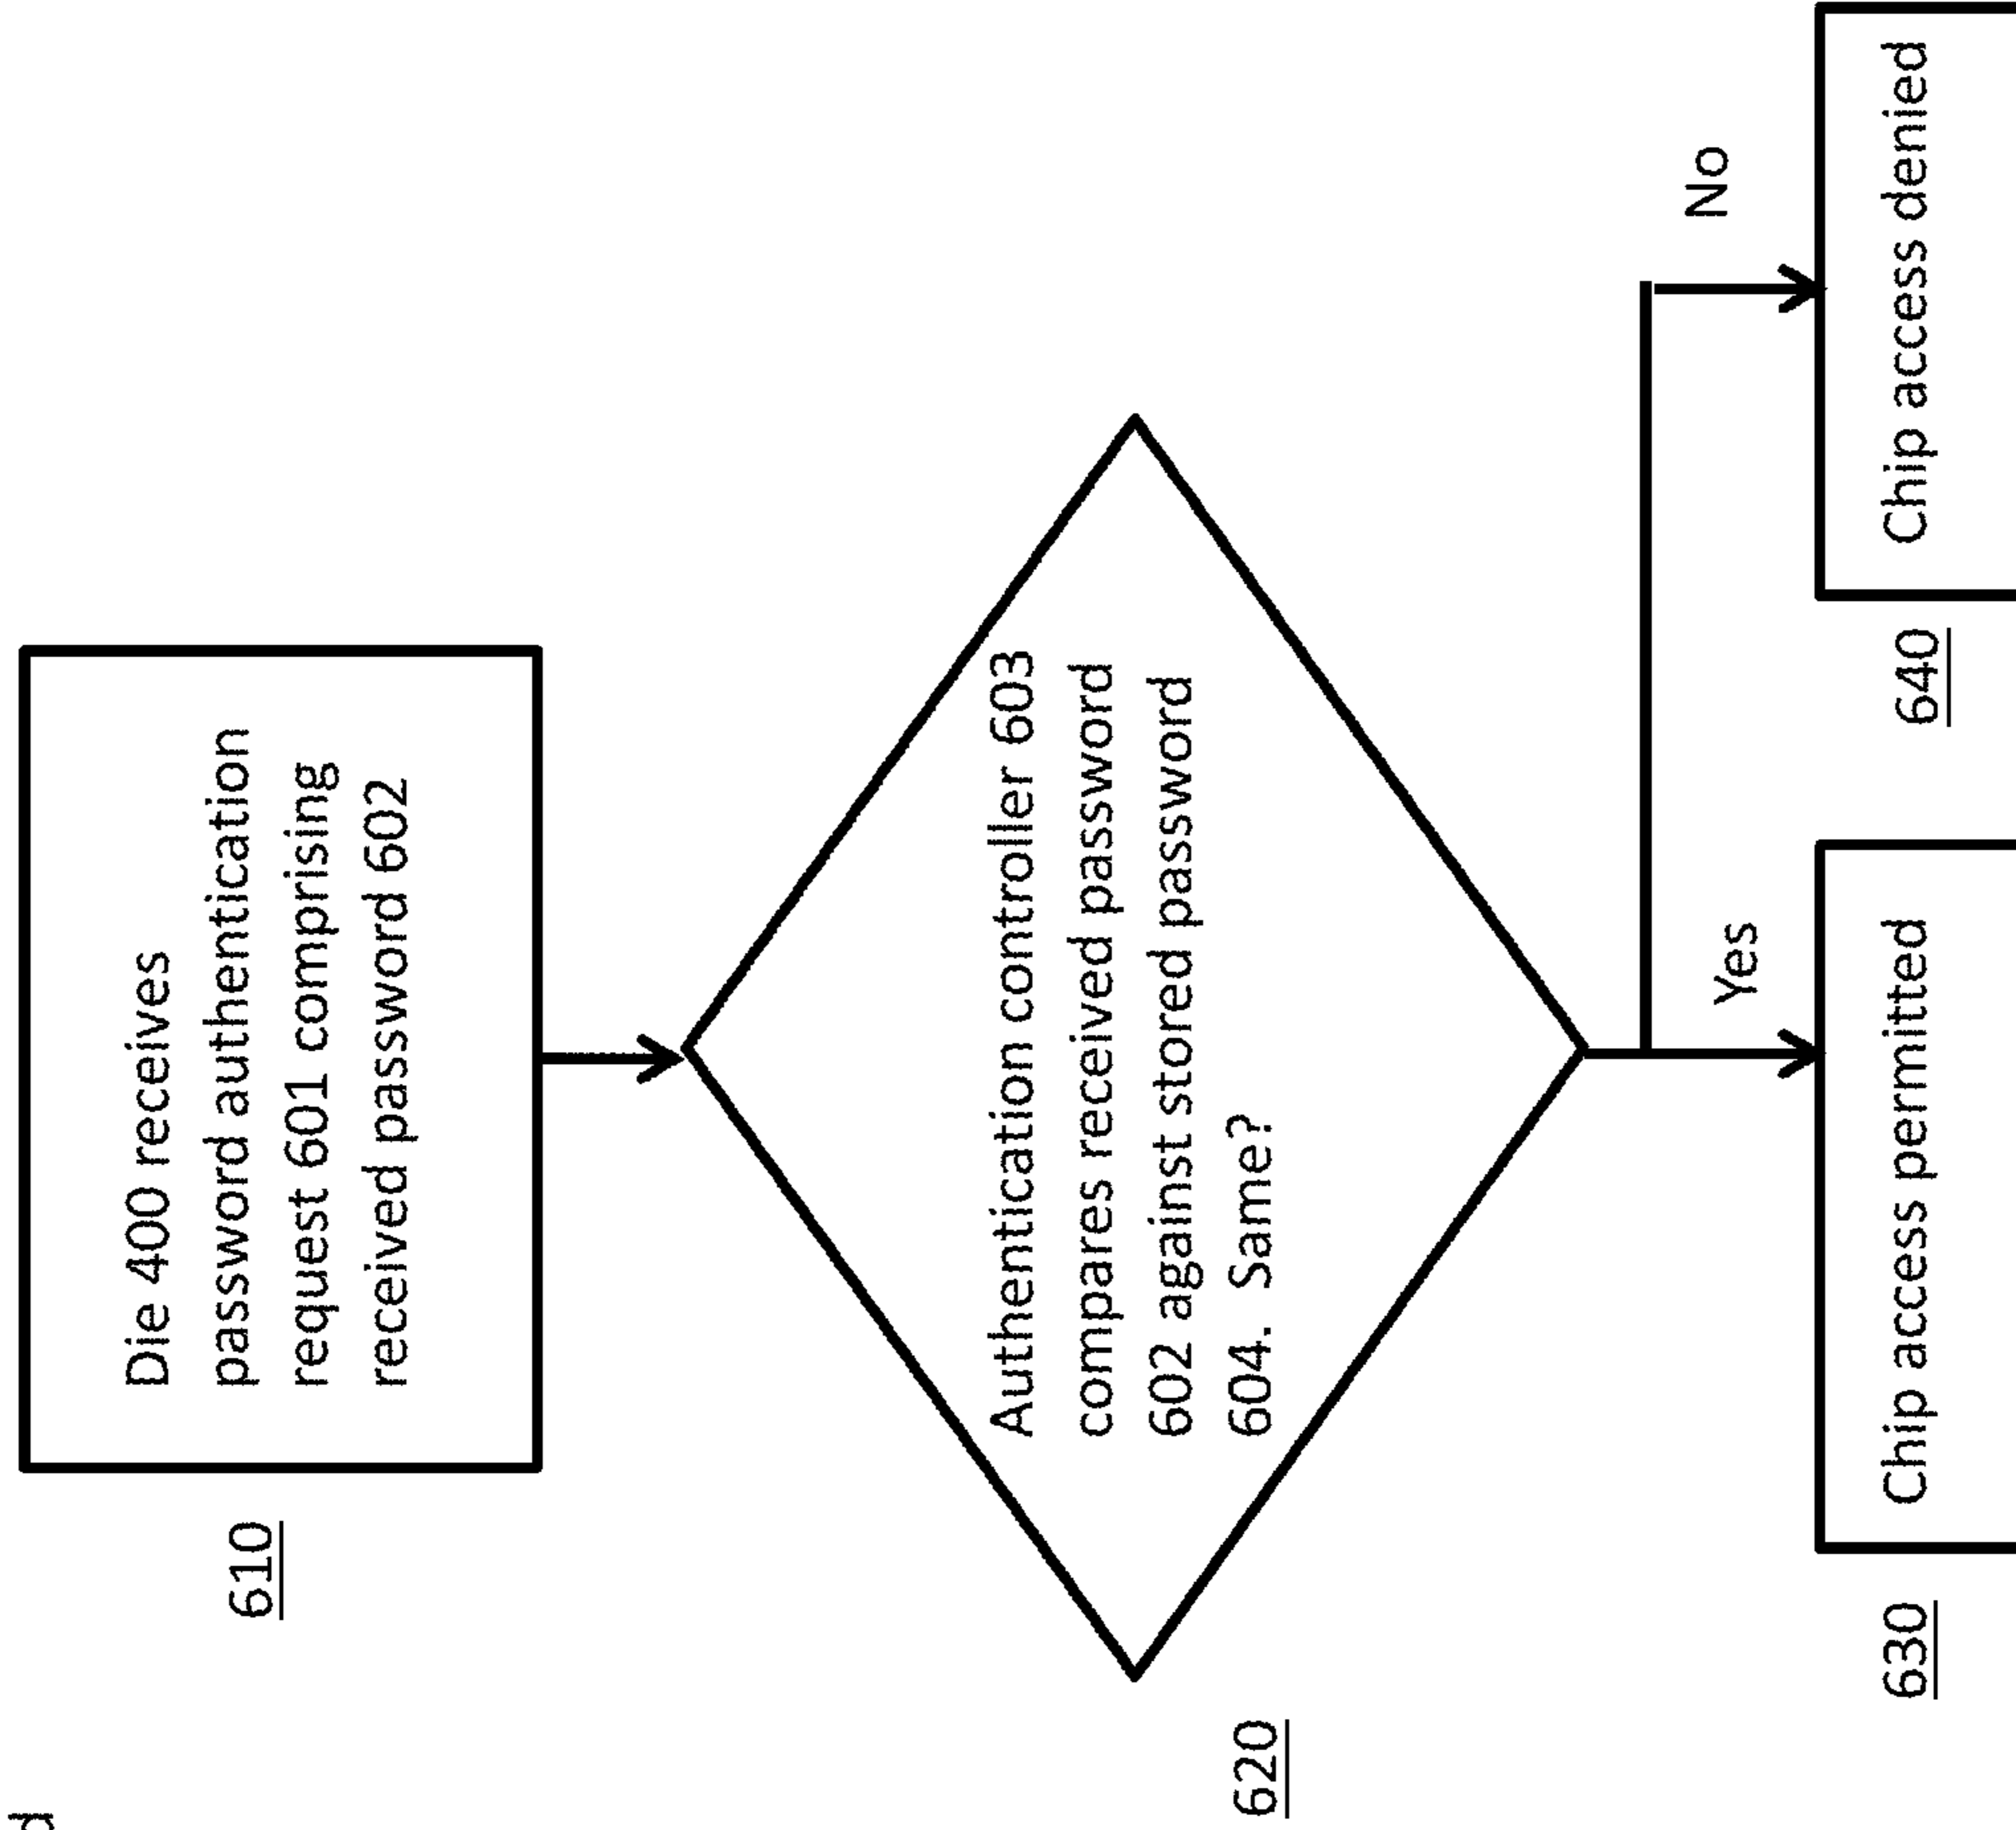 Die 400 receives
password authentication
request 601 comprising
received password 602
610
Authentication controller 603
compares received password
602 against stored password
604. Same?
620
Yes
No
Chip access permitted
630
Chip access denied
640